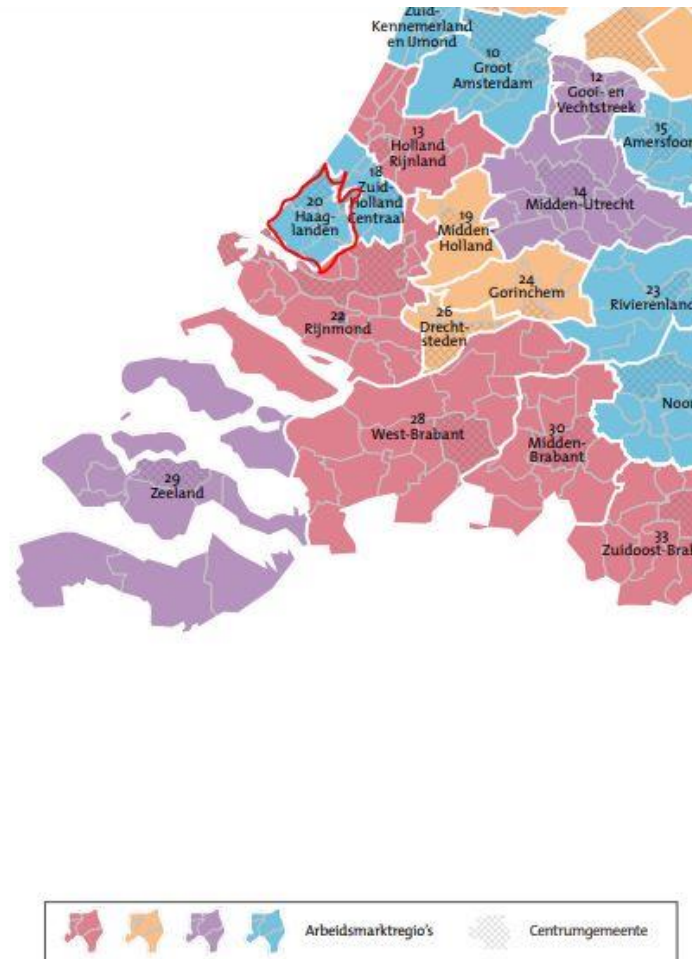 Zuid-
Kennemerland
en IJmond
10
Groot
Amsterdam
12
Gooi- en
Vechtstreek
13
Holland
Rijnland
15
Amersfoor
18
Zuid-
Holland
Centraal
20
Haag-
landen
14
Midden-Utrecht
19
Midden-
Holland
24
Gorinchem
23
Rivierenland
26
Drecht-
steden
Rijnmond
Noor
28
West-Brabant
30
Midden-
Brabant
29
Zeeland
33
Zuidoost-Bra
Arbeidsmarktregio's
Centrumgemeente